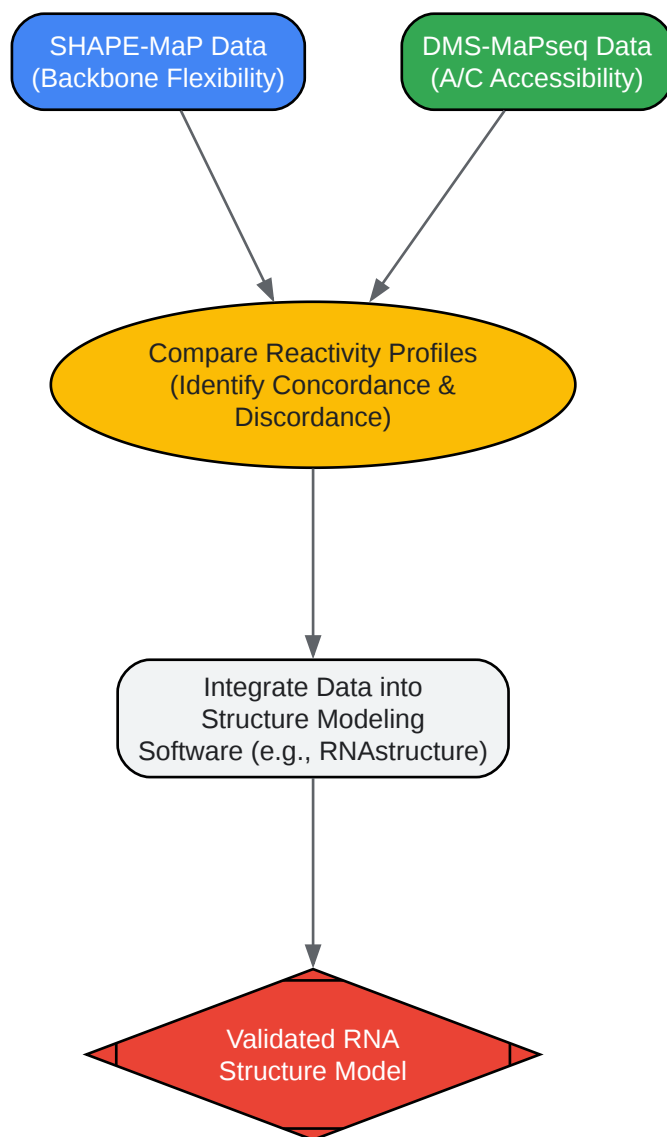 SHAPE-MaP Data
(Backbone Flexibility)
DMS-MaPseq Data
(A/C Accessibility)
Compare Reactivity Profiles
(Identify Concordance &
Discordance)
Integrate Data into
Structure Modeling
Software (e.g., RNAstructure)
Validated RNA
Structure Model